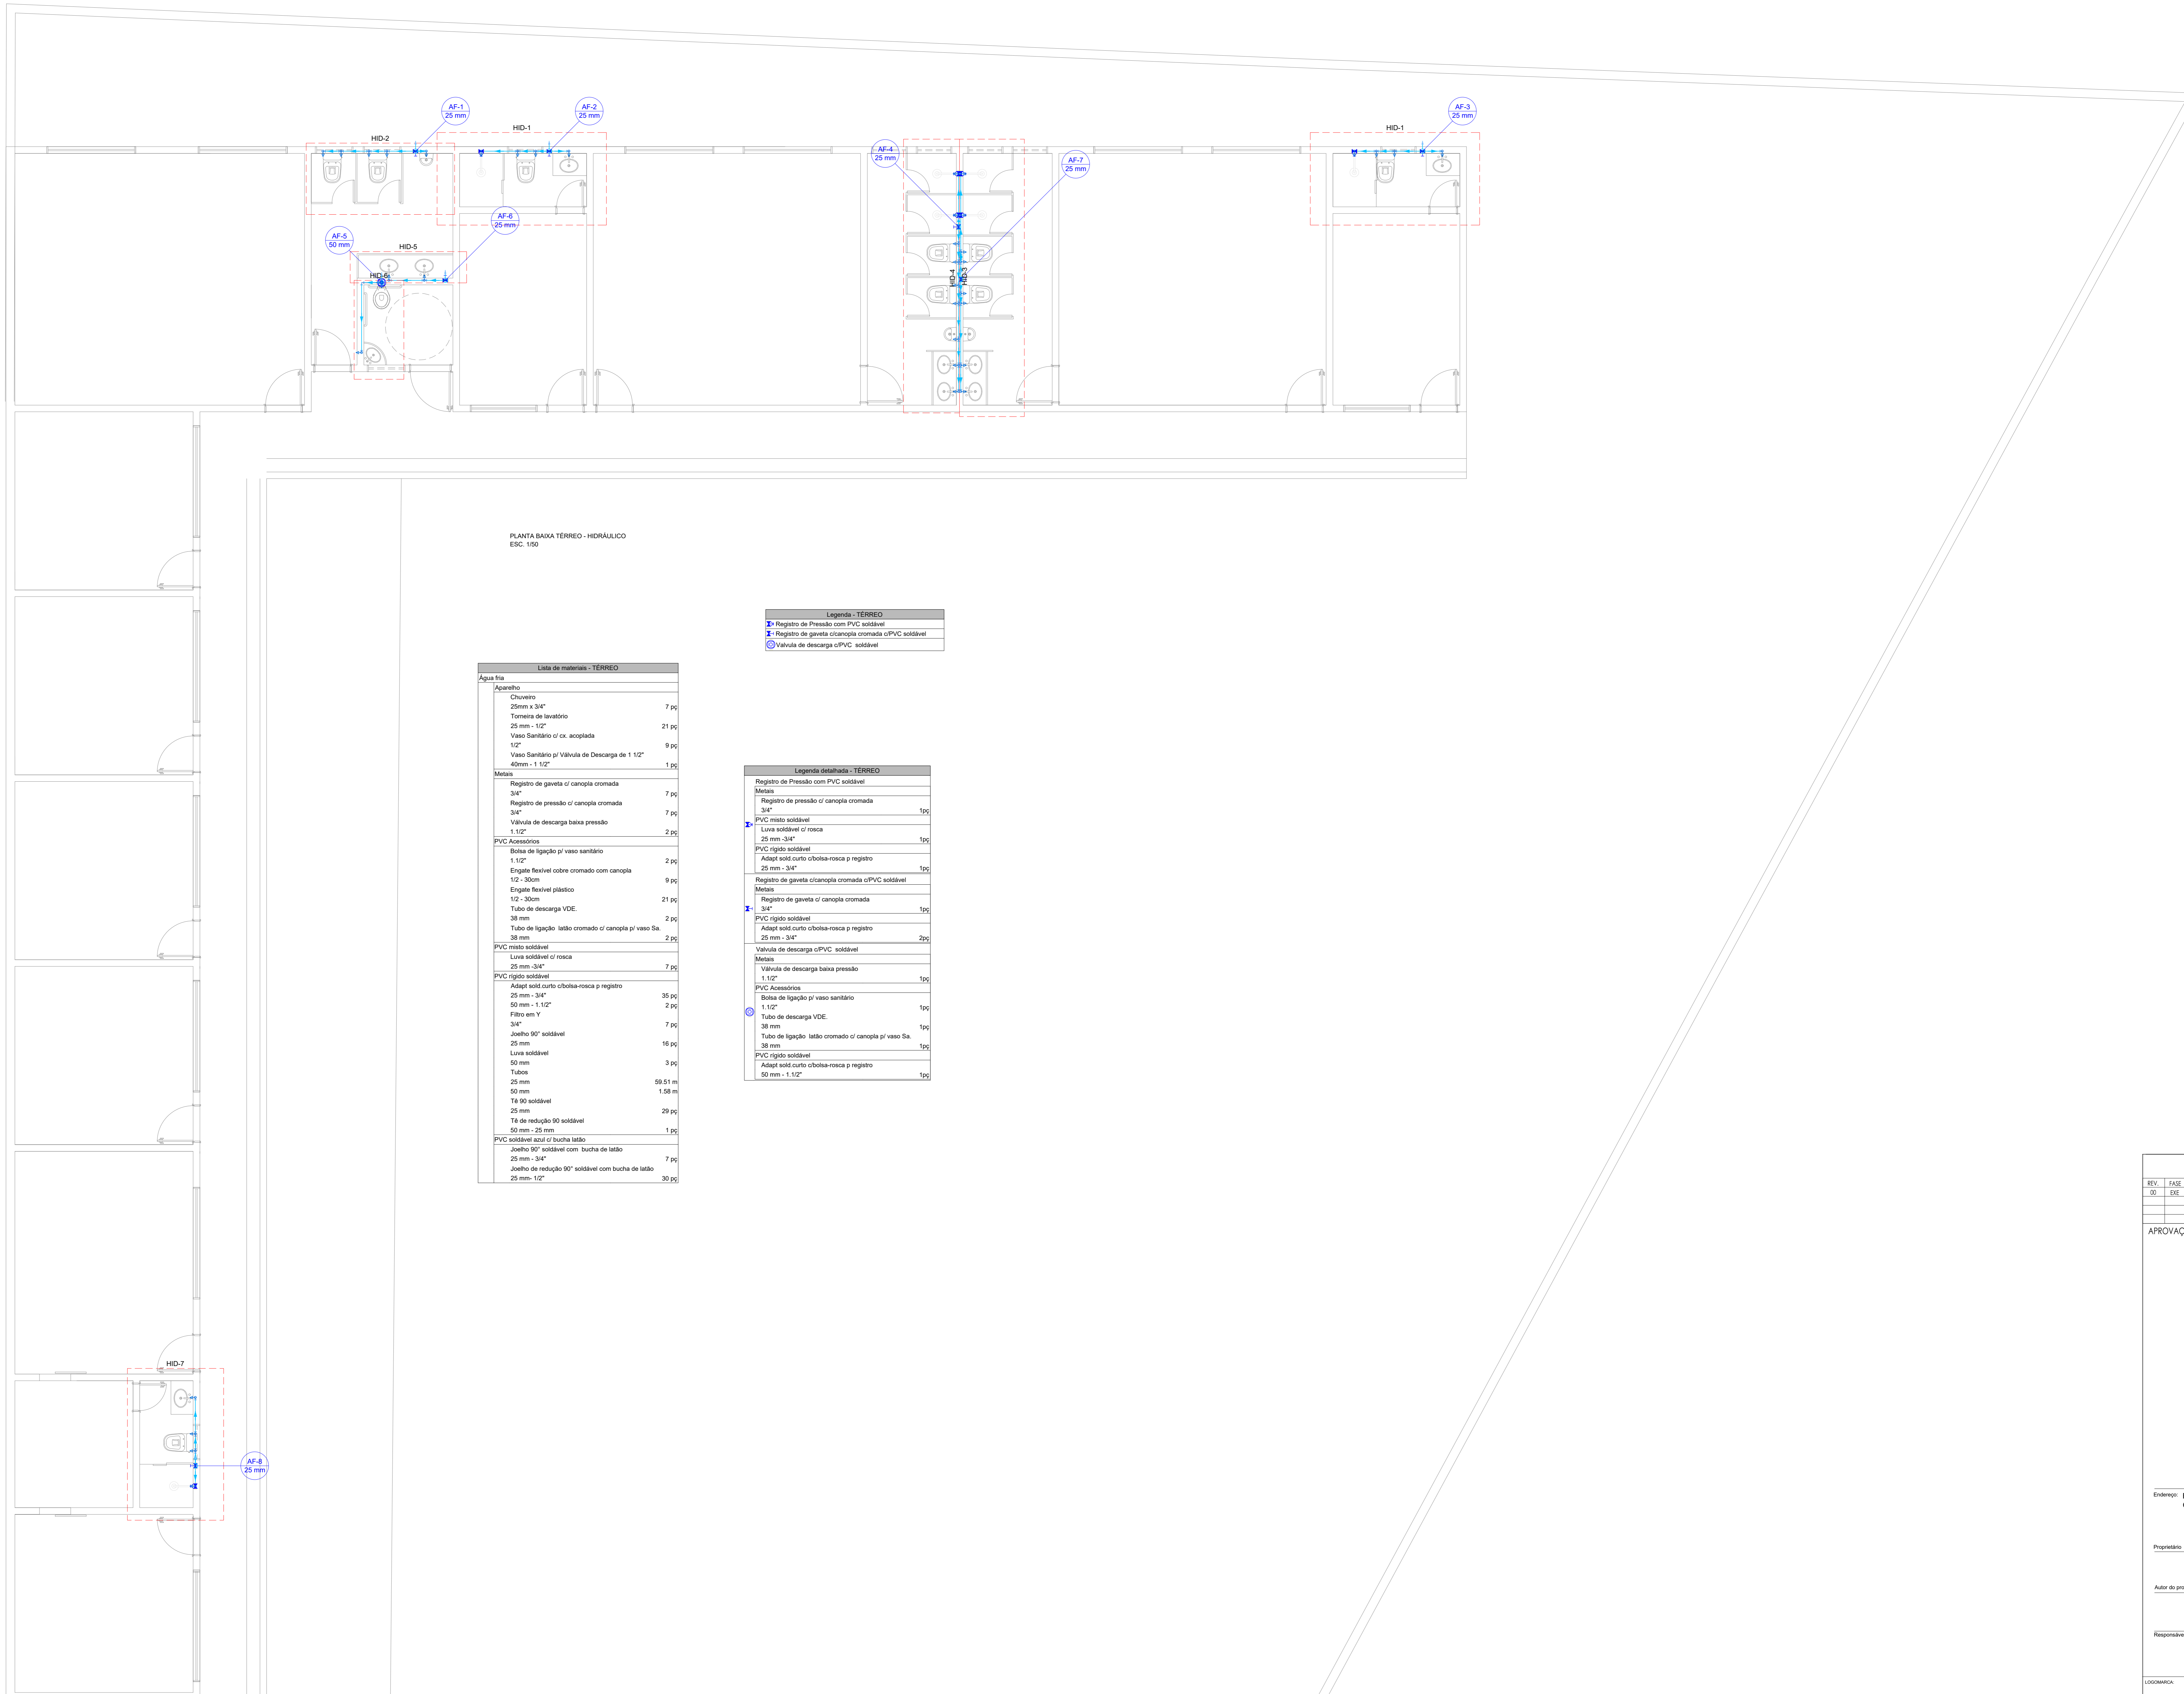 AF-1
25 mm
AF-2
25 mm
AF-3
25 mm
HID-2
HID-1
HID-1
AF-4
25 mm
AF-7
25 mm
AF-6
25 mm
AF-5
50 mm
HID-5
HID-6
HID-4
HID-3
PLANTA BAIXA TÉRREO - HIDRÁULICO
ESC. 1/50
Legenda - TÉRREO
Registro de Pressão com PVC soldável
Registro de gaveta c/canopla cromada c/PVC soldável
Valvula de descarga c/PVC soldável
Lista de materiais - TÉRREO
Água fria
Aparelho
Chuveiro
25mm x 3/4" 7 pç
Torneira de lavatório
25 mm - 1/2" 21 pç
Vaso Sanitário c/ cx. acoplada
1/2" 9 pç
Vaso Sanitário p/ Válvula de Descarga de 1 1/2"
40mm - 1 1/2" 1 pç
Metais
Registro de gaveta c/ canopla cromada
3/4" 7 pç
Registro de pressão c/ canopla cromada
3/4" 7 pç
Válvula de descarga baixa pressão
1.1/2" 2 pç
PVC Acessórios
Bolsa de ligação p/ vaso sanitário
1.1/2" 2 pç
Engate flexível cobre cromado com canopla
1/2 - 30cm 9 pç
Engate flexível plástico
1/2 - 30cm 21 pç
Tubo de descarga VDE.
38 mm 2 pç
Tubo de ligação latão cromado c/ canopla p/ vaso Sa.
38 mm 2 pç
PVC misto soldável
Luva soldável c/ rosca
25 mm -3/4" 7 pç
PVC rígido soldável
Adapt sold.curto c/bolsa-rosca p registro
25 mm - 3/4" 35 pç
50 mm - 1.1/2" 2 pç
Filtro em Y
3/4" 7 pç
Joelho 90° soldável
25 mm 16 pç
Luva soldável
50 mm 3 pç
Tubos
25 mm 59.51 m
50 mm 1.58 m
Tê 90 soldável
25 mm 29 pç
Tê de redução 90 soldável
50 mm - 25 mm 1 pç
PVC soldável azul c/ bucha latão
Joelho 90° soldável com bucha de latão
25 mm - 3/4" 7 pç
Joelho de redução 90° soldável com bucha de latão
25 mm- 1/2" 30 pç
Legenda detalhada - TÉRREO
Registro de Pressão com PVC soldável
Metais
Registro de pressão c/ canopla cromada
3/4" 1pç
PVC misto soldável
Luva soldável c/ rosca
25 mm -3/4" 1pç
PVC rígido soldável
Adapt sold.curto c/bolsa-rosca p registro
25 mm - 3/4" 1pç
Registro de gaveta c/canopla cromada c/PVC soldável
Metais
Registro de gaveta c/ canopla cromada
3/4" 1pç
PVC rígido soldável
Adapt sold.curto c/bolsa-rosca p registro
25 mm - 3/4" 2pç
Valvula de descarga c/PVC soldável
Metais
Válvula de descarga baixa pressão
1.1/2" 1pç
PVC Acessórios
Bolsa de ligação p/ vaso sanitário
1.1/2" 1pç
Tubo de descarga VDE.
38 mm 1pç
Tubo de ligação latão cromado c/ canopla p/ vaso Sa.
38 mm 1pç
PVC rígido soldável
Adapt sold.curto c/bolsa-rosca p registro
50 mm - 1.1/2" 1pç
HID-7
AF-8
25 mm
REV. FASE
00 EXE
APROVAÇ
Endereço:
Proprietário
Autor do pro
Responsáve
LOGOMARCA: